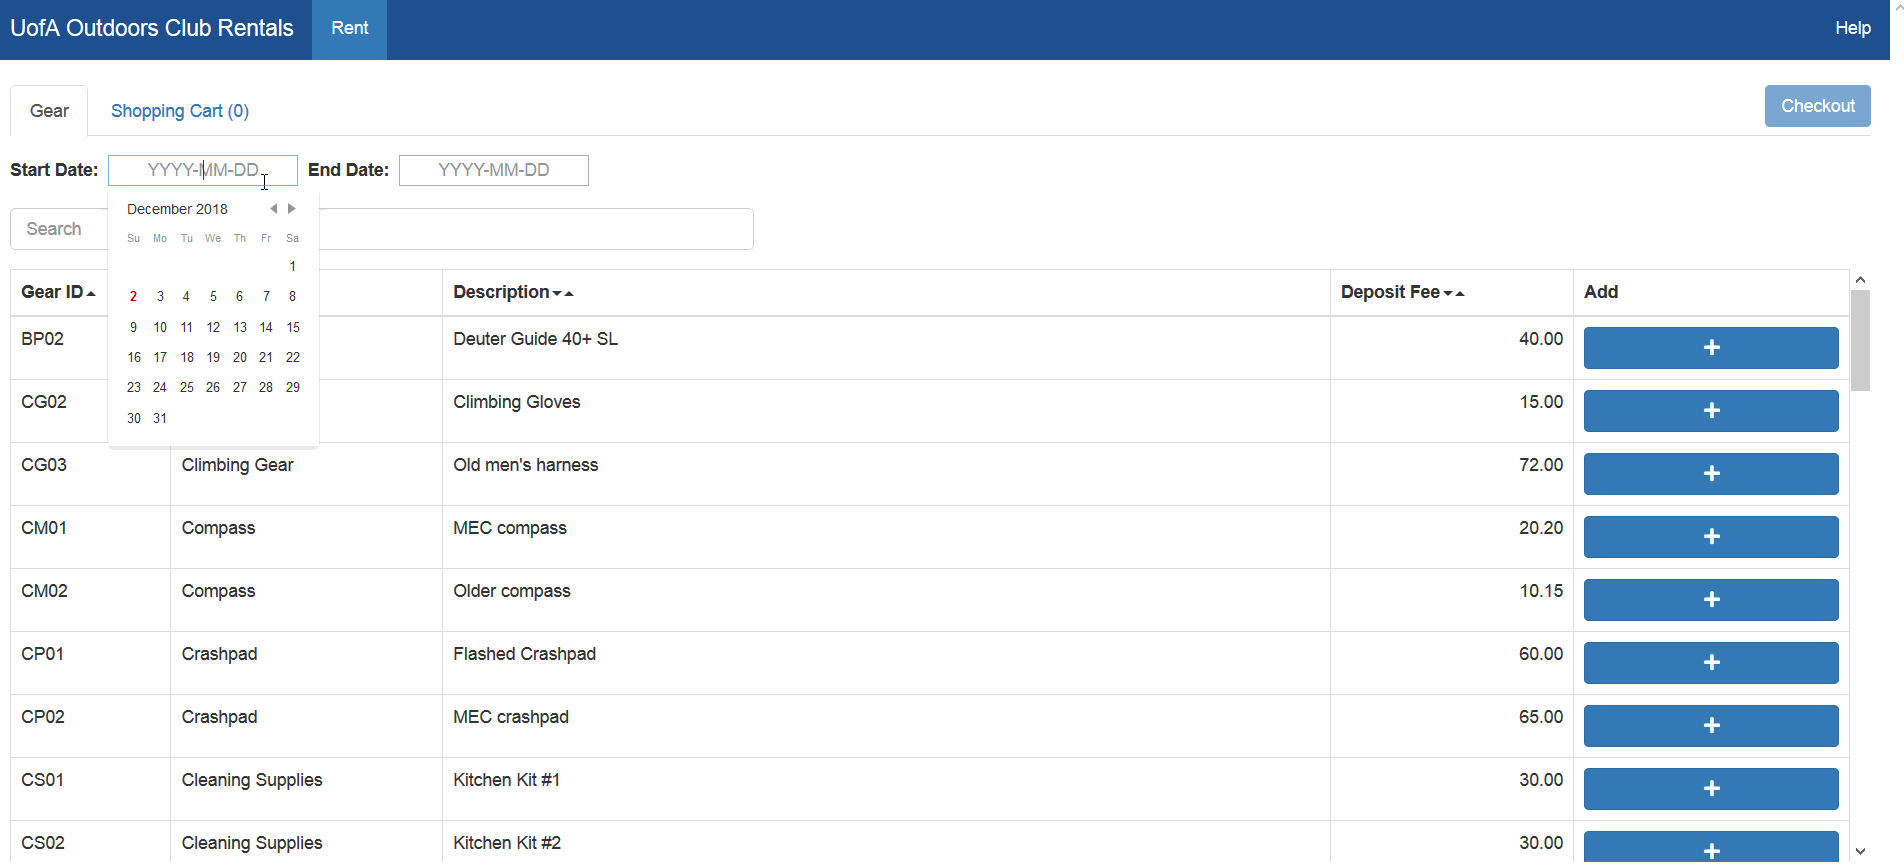 UofA Outdoors Club Rentals Rent Help
Gear Shopping Cart (0) Checkout
Start Date: YYYY-MM-DD End Date: YYYY-MM-DD
December 2018
Search
Su Mo Tu We Th Fr Sa
1
2 3 4 5 6 7 8
9 10 11 12 13 14 15
16 17 18 19 20 21 22
23 24 25 26 27 28 29
30 31
Gear ID Description Deposit Fee Add
BP02 Deuter Guide 40+ SL 40.00 +
CG02 Climbing Gloves 15.00 +
CG03 Climbing Gear Old men's harness 72.00 +
CM01 Compass MEC compass 20.20 +
CM02 Compass Older compass 10.15 +
CP01 Crashpad Flashed Crashpad 60.00 +
CP02 Crashpad MEC crashpad 65.00 +
CS01 Cleaning Supplies Kitchen Kit #1 30.00 +
CS02 Cleaning Supplies Kitchen Kit #2 30.00 +